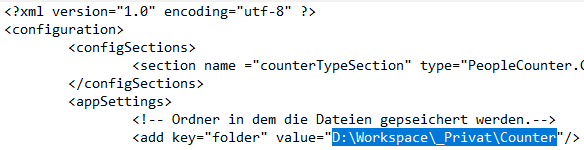 <?xml version="1.0" encoding="utf-8" ?>
<configuration>
<configSections>
<section name ="counterTypeSection" type="PeopleCounter.
</configSections>
<appSettings>
<!-- Ordner in dem die Dateien gepseichert werden.-->
<add key="folder" value="D:\Workspace\_Privat\Counter"/>